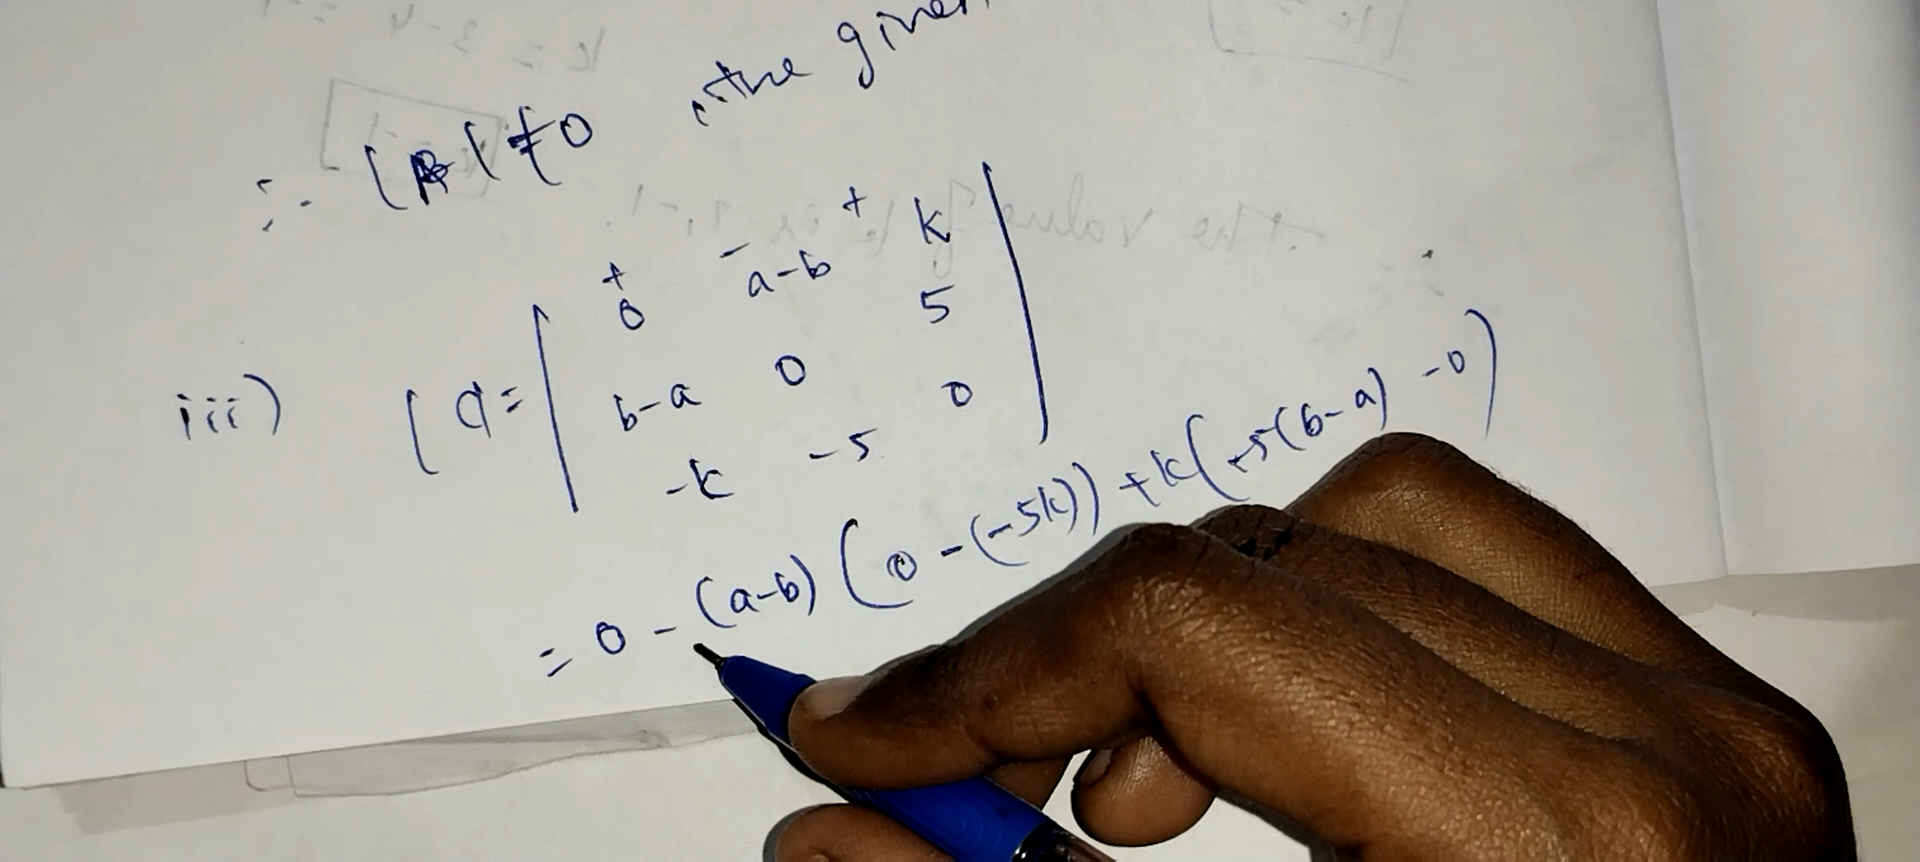 ∴ |A| ≠ 0 ∴ the given
+ - +
iii) |C| = | 0 a-b k |
| b-a 0 5 |
| -k -5 0 |
= 0 - (a-b) (0 - (-5k)) + k(-5(b-a) - 0)